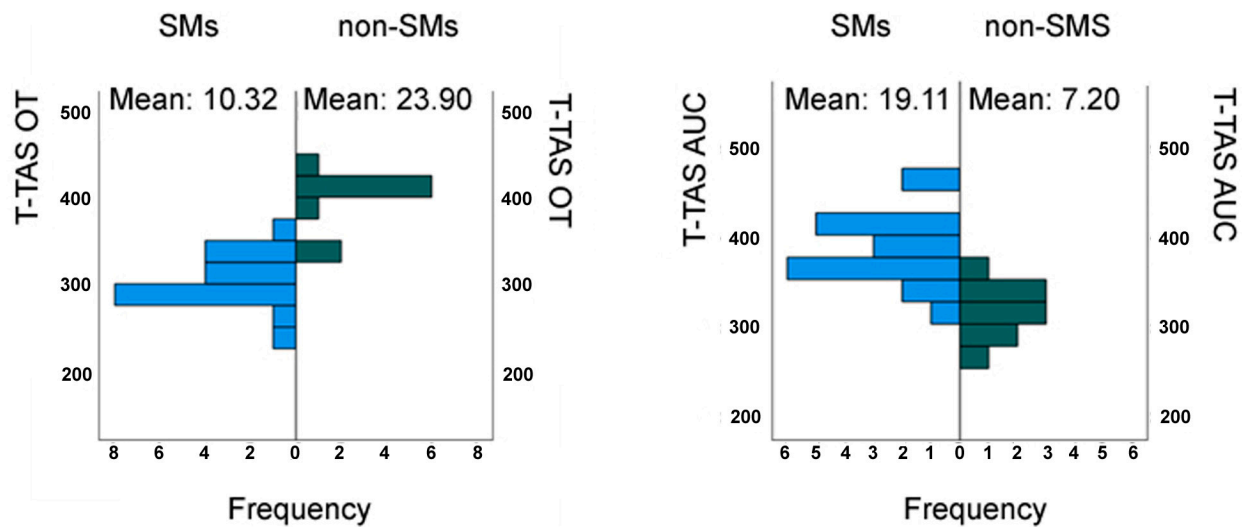 SMs non-SMs
Mean: 10.32 Mean: 23.90
T-TAS OT
500
400
300
200
500
400
300
200
T-TAS OT
8 6 4 2 0 2 4 6 8
Frequency
SMs non-SMS
Mean: 19.11 Mean: 7.20
T-TAS AUC
500
400
300
200
500
400
300
200
T-TAS AUC
6 5 4 3 2 1 0 1 2 3 4 5 6
Frequency